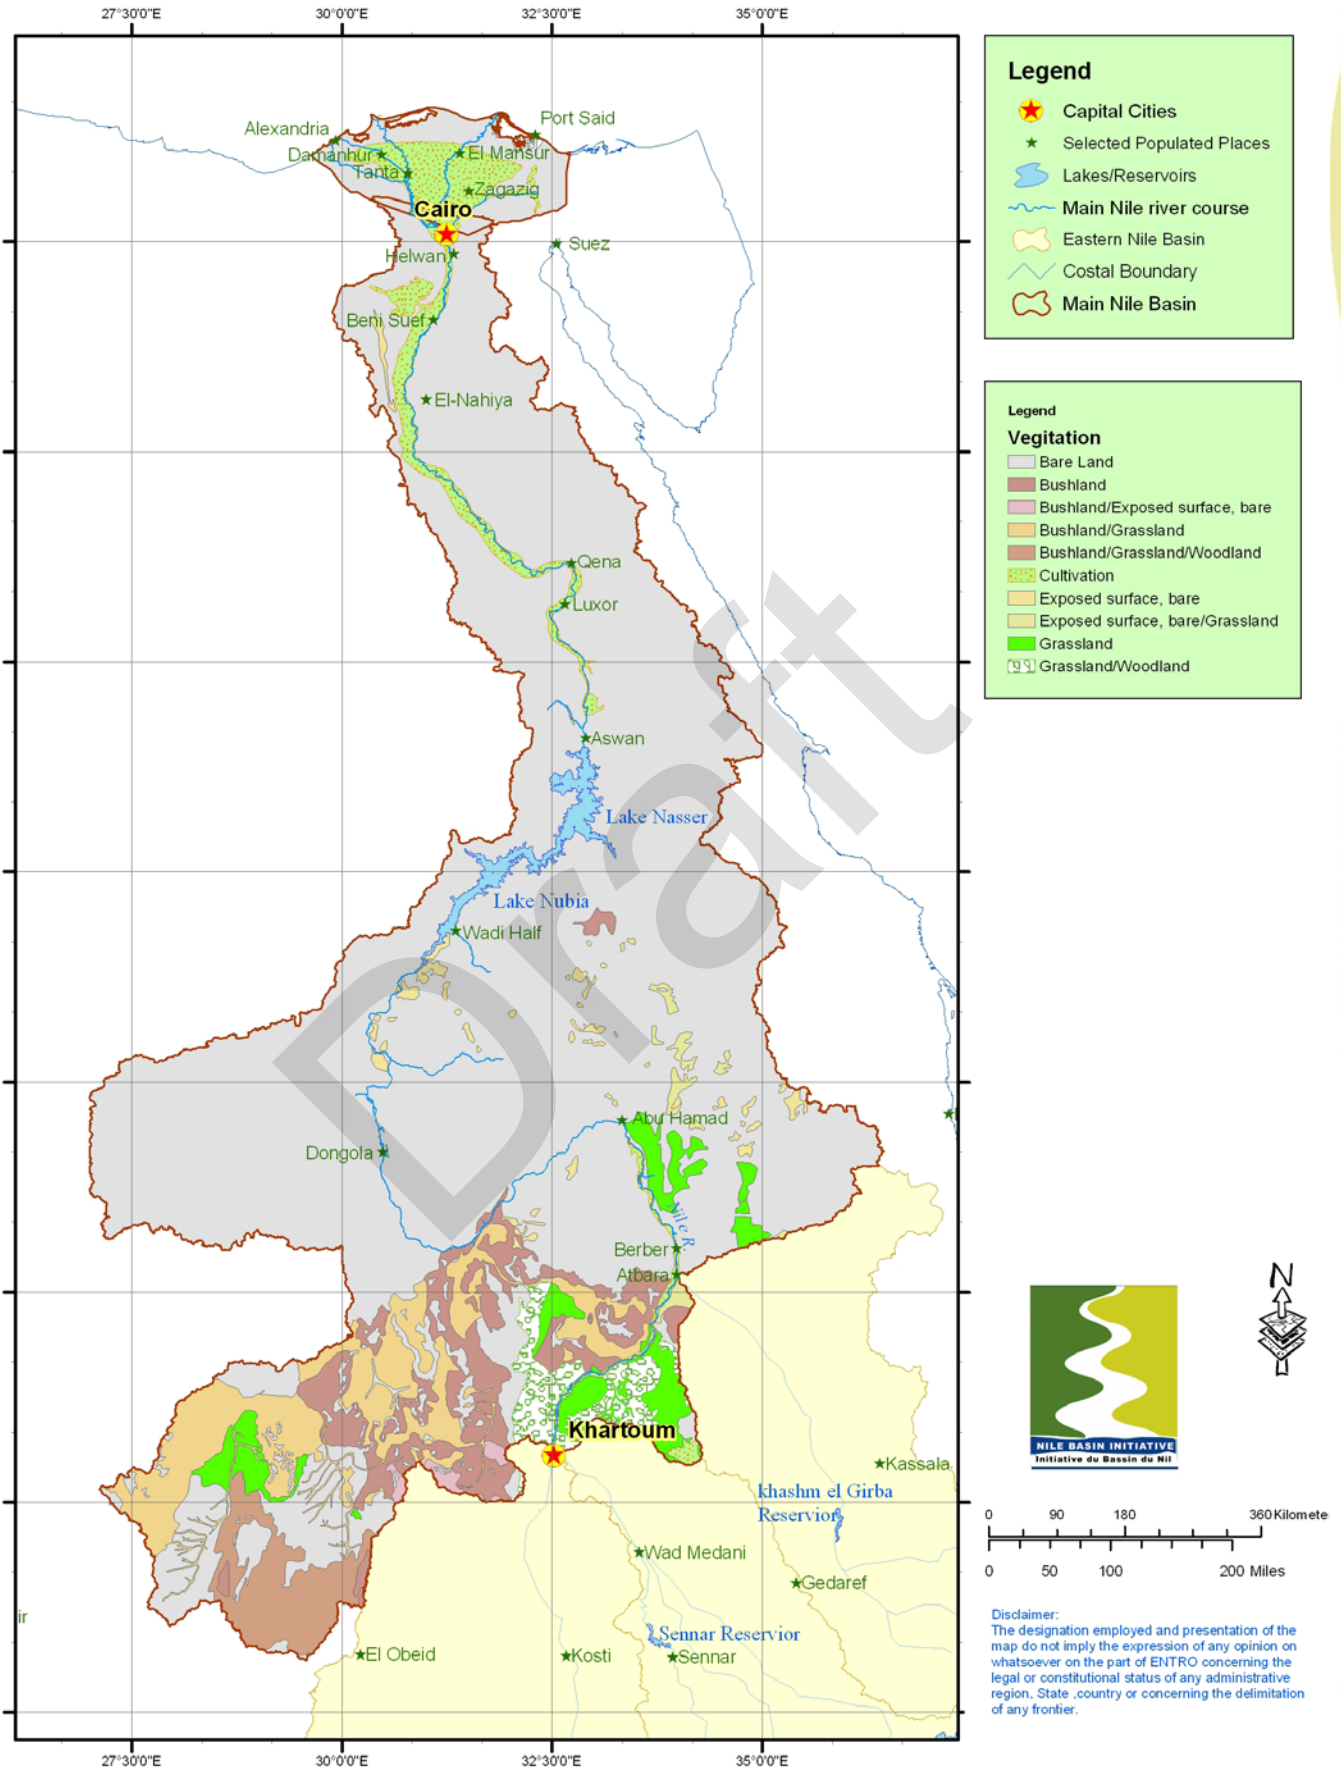 27°30'0"E 30°0'0"E 32°30'0"E 35°0'0"E
Legend
Capital Cities
Selected Populated Places
Lakes/Reservoirs
Main Nile river course
Eastern Nile Basin
Costal Boundary
Main Nile Basin
Legend
Vegitation
Bare Land
Bushland
Bushland/Exposed surface, bare
Bushland/Grassland
Bushland/Grassland/Woodland
Cultivation
Exposed surface, bare
Exposed surface, bare/Grassland
Grassland
Grassland/Woodland
Alexandria
Port Said
Damanhur
El Mansur
Tanta
Zagazig
Cairo
Suez
Helwan
Beni Suef
El-Nahiya
Qena
Luxor
Aswan
Lake Nasser
Lake Nubia
Wadi Half
Draft
Abu Hamad
Dongola
Nile R
Berber
Atbara
Khartoum
Kassala
khashm el Girba
Reservior
Wad Medani
Gedaref
ir
Sennar Reservior
El Obeid
Kosti
Sennar
N
NILE BASIN INITIATIVE
Initiative du Bassin du Nil
0 90 180 360 Kilomete
0 50 100 200 Miles
Disclaimer:
The designation employed and presentation of the
map do not imply the expression of any opinion on
whatsoever on the part of ENTRO concerning the
legal or constitutional status of any administrative
region, State ,country or concerning the delimitation
of any frontier.
27°30'0"E 30°0'0"E 32°30'0"E 35°0'0"E